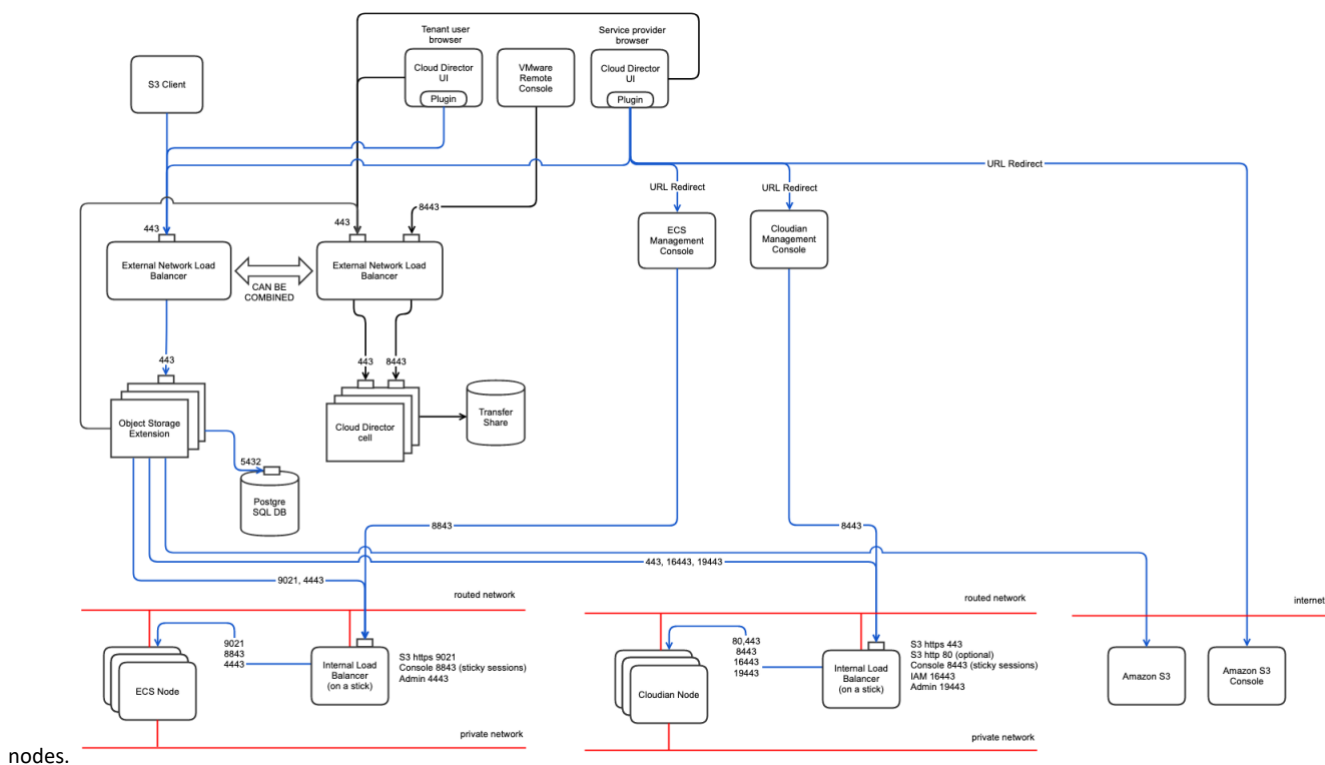 Tenant user
browser
Service provider
browser
S3 Client
Cloud Director
UI
Plugin
VMware
Remote
Console
Cloud Director
UI
Plugin
URL Redirect
URL Redirect
URL Redirect
8443
443
443
ECS
Management
Console
Cloudian
Management
Console
External Network Load
Balancer
CAN BE
COMBINED
External Network Load
Balancer
443
443
8443
Object Storage
Extension
Cloud Director
cell
Transfer
Share
5432
Postgre
SQL DB
8843
8443
443, 16443, 19443
9021, 4443
routed network
routed network
internet
9021
8843
4443
ECS Node
Internal Load
Balancer
(on a stick)
S3 https 9021
Console 8843 (sticky sessions)
Admin 4443
80,443
8443
16443
19443
Cloudian Node
Internal Load
Balancer
(on a stick)
S3 https 443
S3 http 80 (optional)
Console 8443 (sticky sessions)
IAM 16443
Admin 19443
Amazon S3
Amazon S3
Console
private network
private network
nodes.